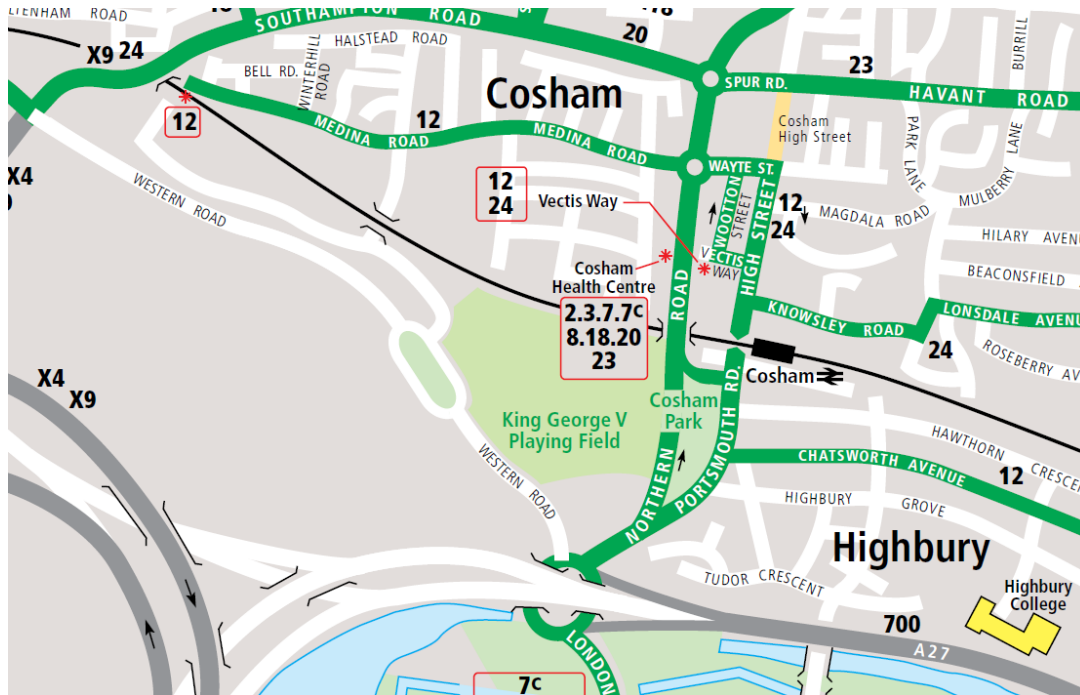 LTENHAM ROAD
SOUTHAMPTON ROAD
20
X9 24
HALSTEAD ROAD
BELL RD.
WINTERHILL
ROAD
12
MEDINA ROAD
12
MEDINA ROAD
Cosham
SPUR RD.
23
HAVANT ROAD
BURRILL
Cosham
High Street
PARK LANE
MULBERRY LANE
X4
WESTERN ROAD
12
24
Vectis Way
WAYTE ST.
WOOTTON
STREET
VECTIS
WAY
HIGH STREET
12
24
MAGDALA ROAD
HILARY AVENU
BEACONSFIELD
Cosham
Health Centre
2.3.7.7c
8.18.20
23
NORTHERN ROAD
KNOWSLEY ROAD
LONSDALE AVENU
24
ROSEBERRY AV
Cosham
X4
X9
King George V
Playing Field
Cosham
Park
PORTSMOUTH RD.
WESTERN ROAD
HAWTHORN CRESCE
CHATSWORTH AVENUE
12
HIGHBURY GROVE
Highbury
TUDOR CRESCENT
Highbury
College
700
A27
LONDON
7c